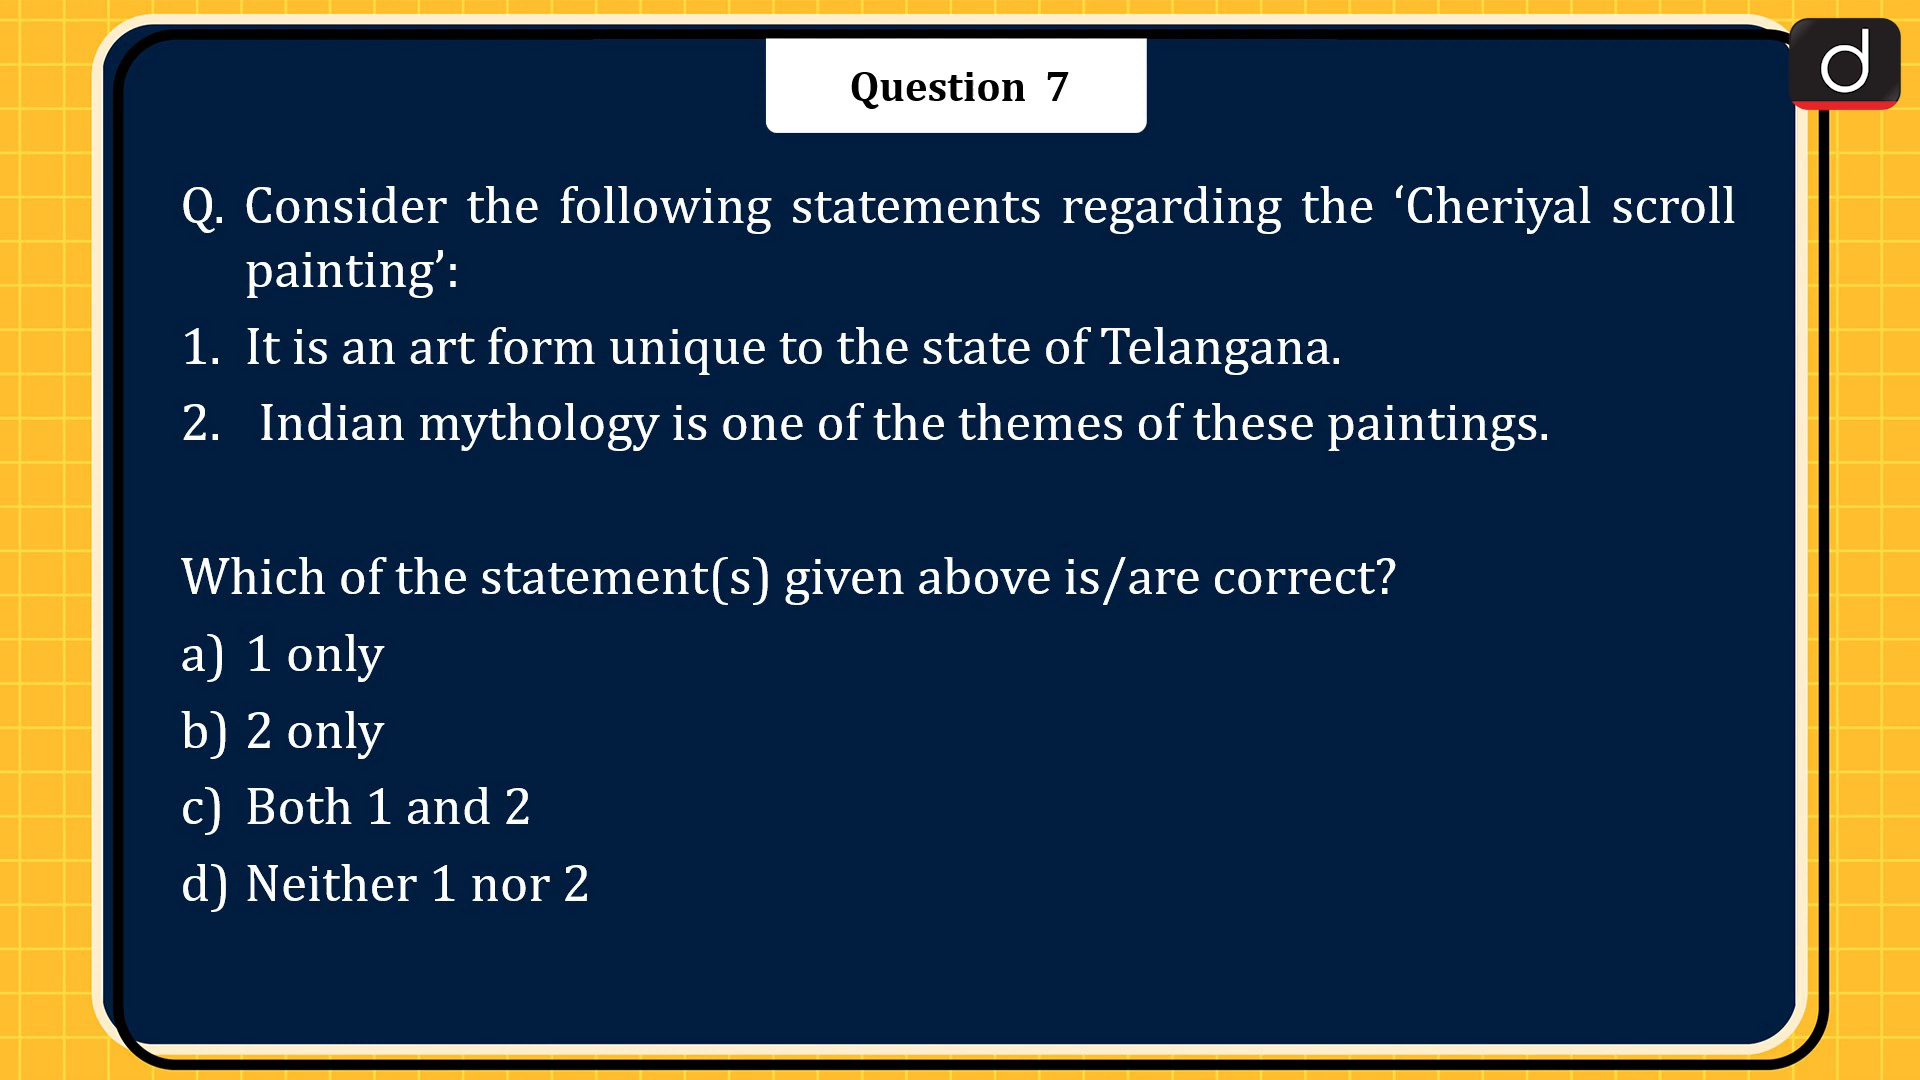 Question 7
Q. Consider the following statements regarding the ‘Cheriyal scroll
painting’:
1. It is an art form unique to the state of Telangana.
2. Indian mythology is one of the themes of these paintings.
Which of the statement(s) given above is/are correct?
a) 1 only
b) 2 only
c) Both 1 and 2
d) Neither 1 nor 2
d